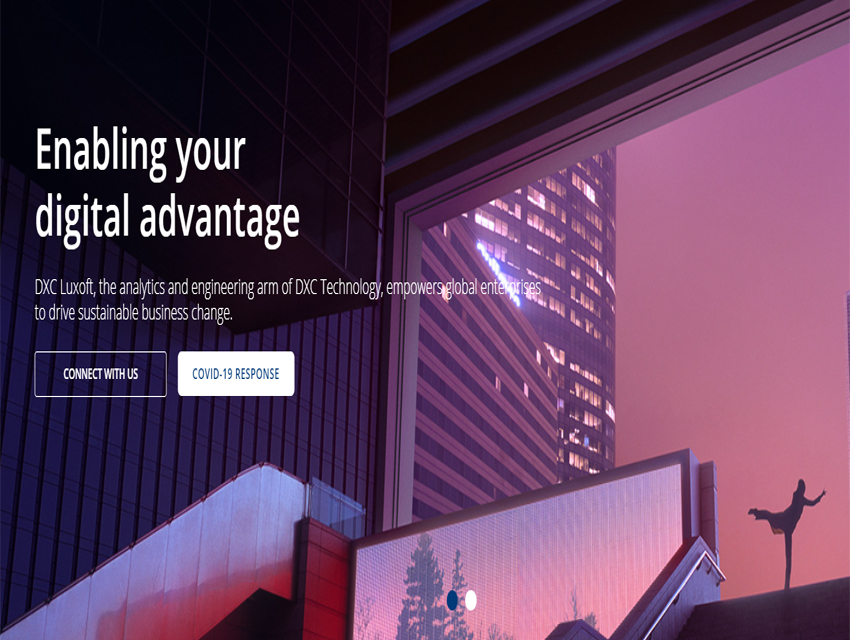 Enabling your
digital advantage
DXC Luxoft, the analytics and engineering arm of DXC Technology, empowers global enterprises
to drive sustainable business change.
CONNECT WITH US
COVID-19 RESPONSE